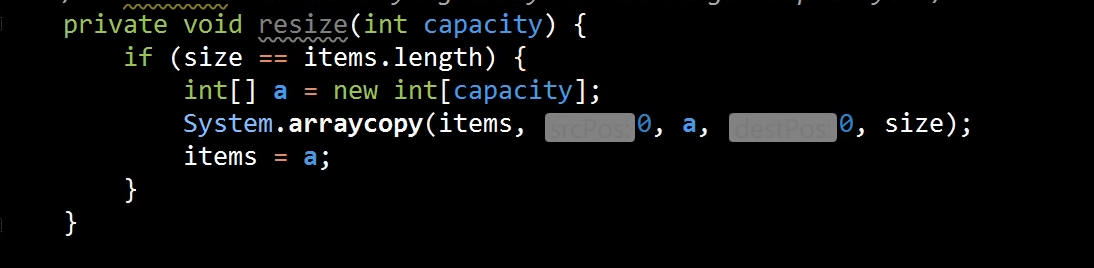 private void resize(int capacity) {
if (size == items.length) {
int[] a = new int[capacity];
System.arraycopy(items, srcPos: 0, a, destPos: 0, size);
items = a;
}
}